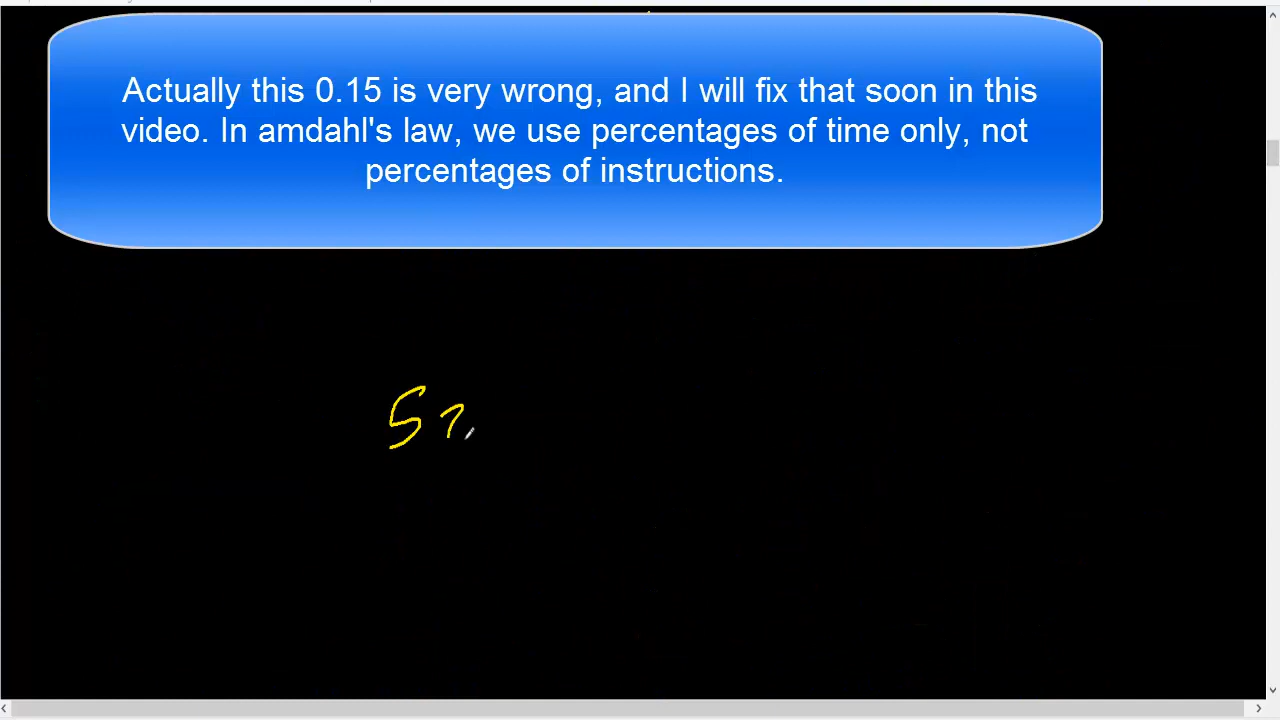 Actually this 0.15 is very wrong, and I will fix that soon in this
video. In amdahl's law, we use percentages of time only, not
percentages of instructions.
5